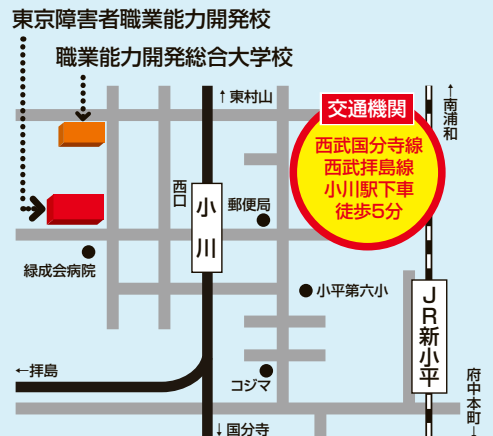 東京障害者職業能力開発校
職業能力開発総合大学校
↑東村山
交通機関
西武国分寺線
西武拝島線
小川駅下車
徒歩5分
←南浦和
西口
小川
郵便局
緑成会病院
小平第六小
JR新小平
←拝島
コジマ
府中本町→
↓国分寺